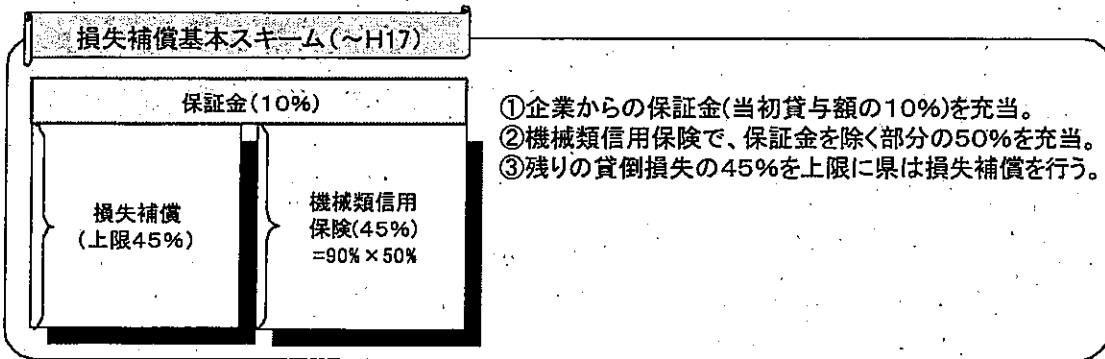 損失補償基本スキーム(~H17)
保証金(10%)
損失補償
(上限45%)
機械類信用
保険(45%)
=90%×50%
①企業からの保証金(当初貸与額の10%)を充当。
②機械類信用保険で、保証金を除く部分の50%を充当。
③残りの貸倒損失の45%を上限に県は損失補償を行う。